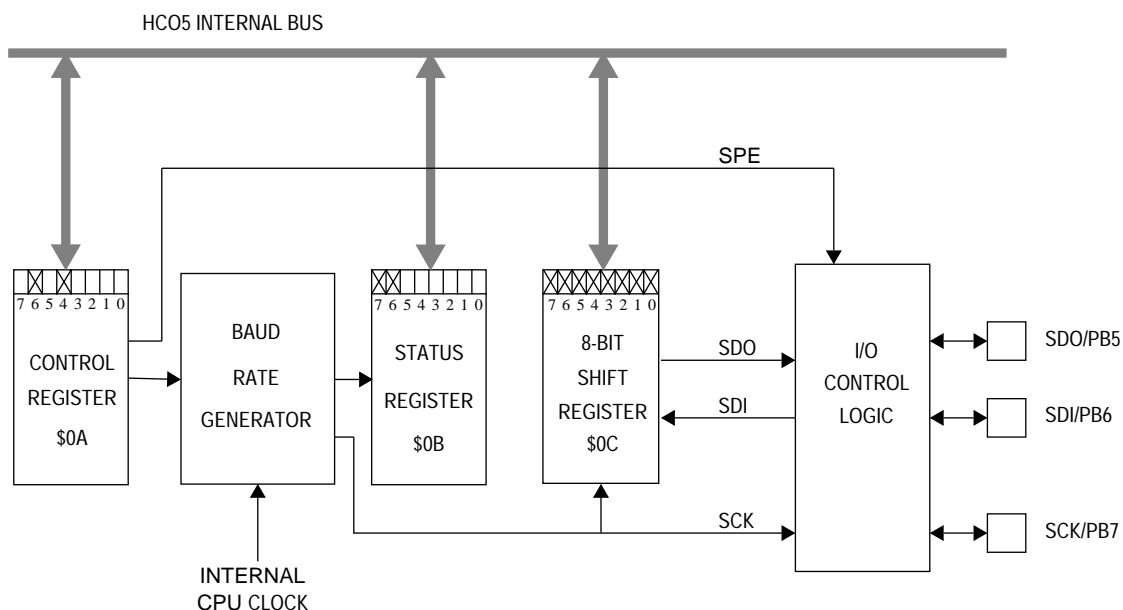 HCO5 INTERNAL BUS
SPE
7 6 5 4 3 2 1 0
CONTROL
REGISTER
$0A
BAUD
RATE
GENERATOR
7 6 5 4 3 2 1 0
STATUS
REGISTER
$0B
7 6 5 4 3 2 1 0
8-BIT
SHIFT
REGISTER
$0C
SDO
SDI
SCK
I/O
CONTROL
LOGIC
SDO/PB5
SDI/PB6
SCK/PB7
INTERNAL
CPU CLOCK